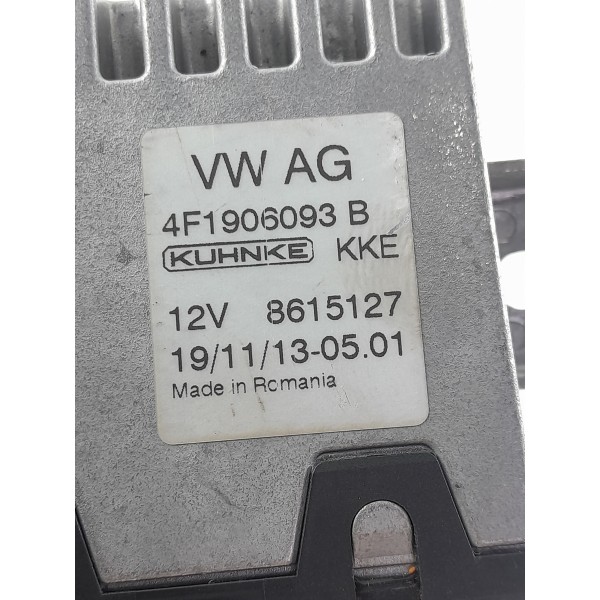 VW AG
4F1906093 B
KUHNKE KKE
12V 8615127
19/11/13-05.01
Made in Romania